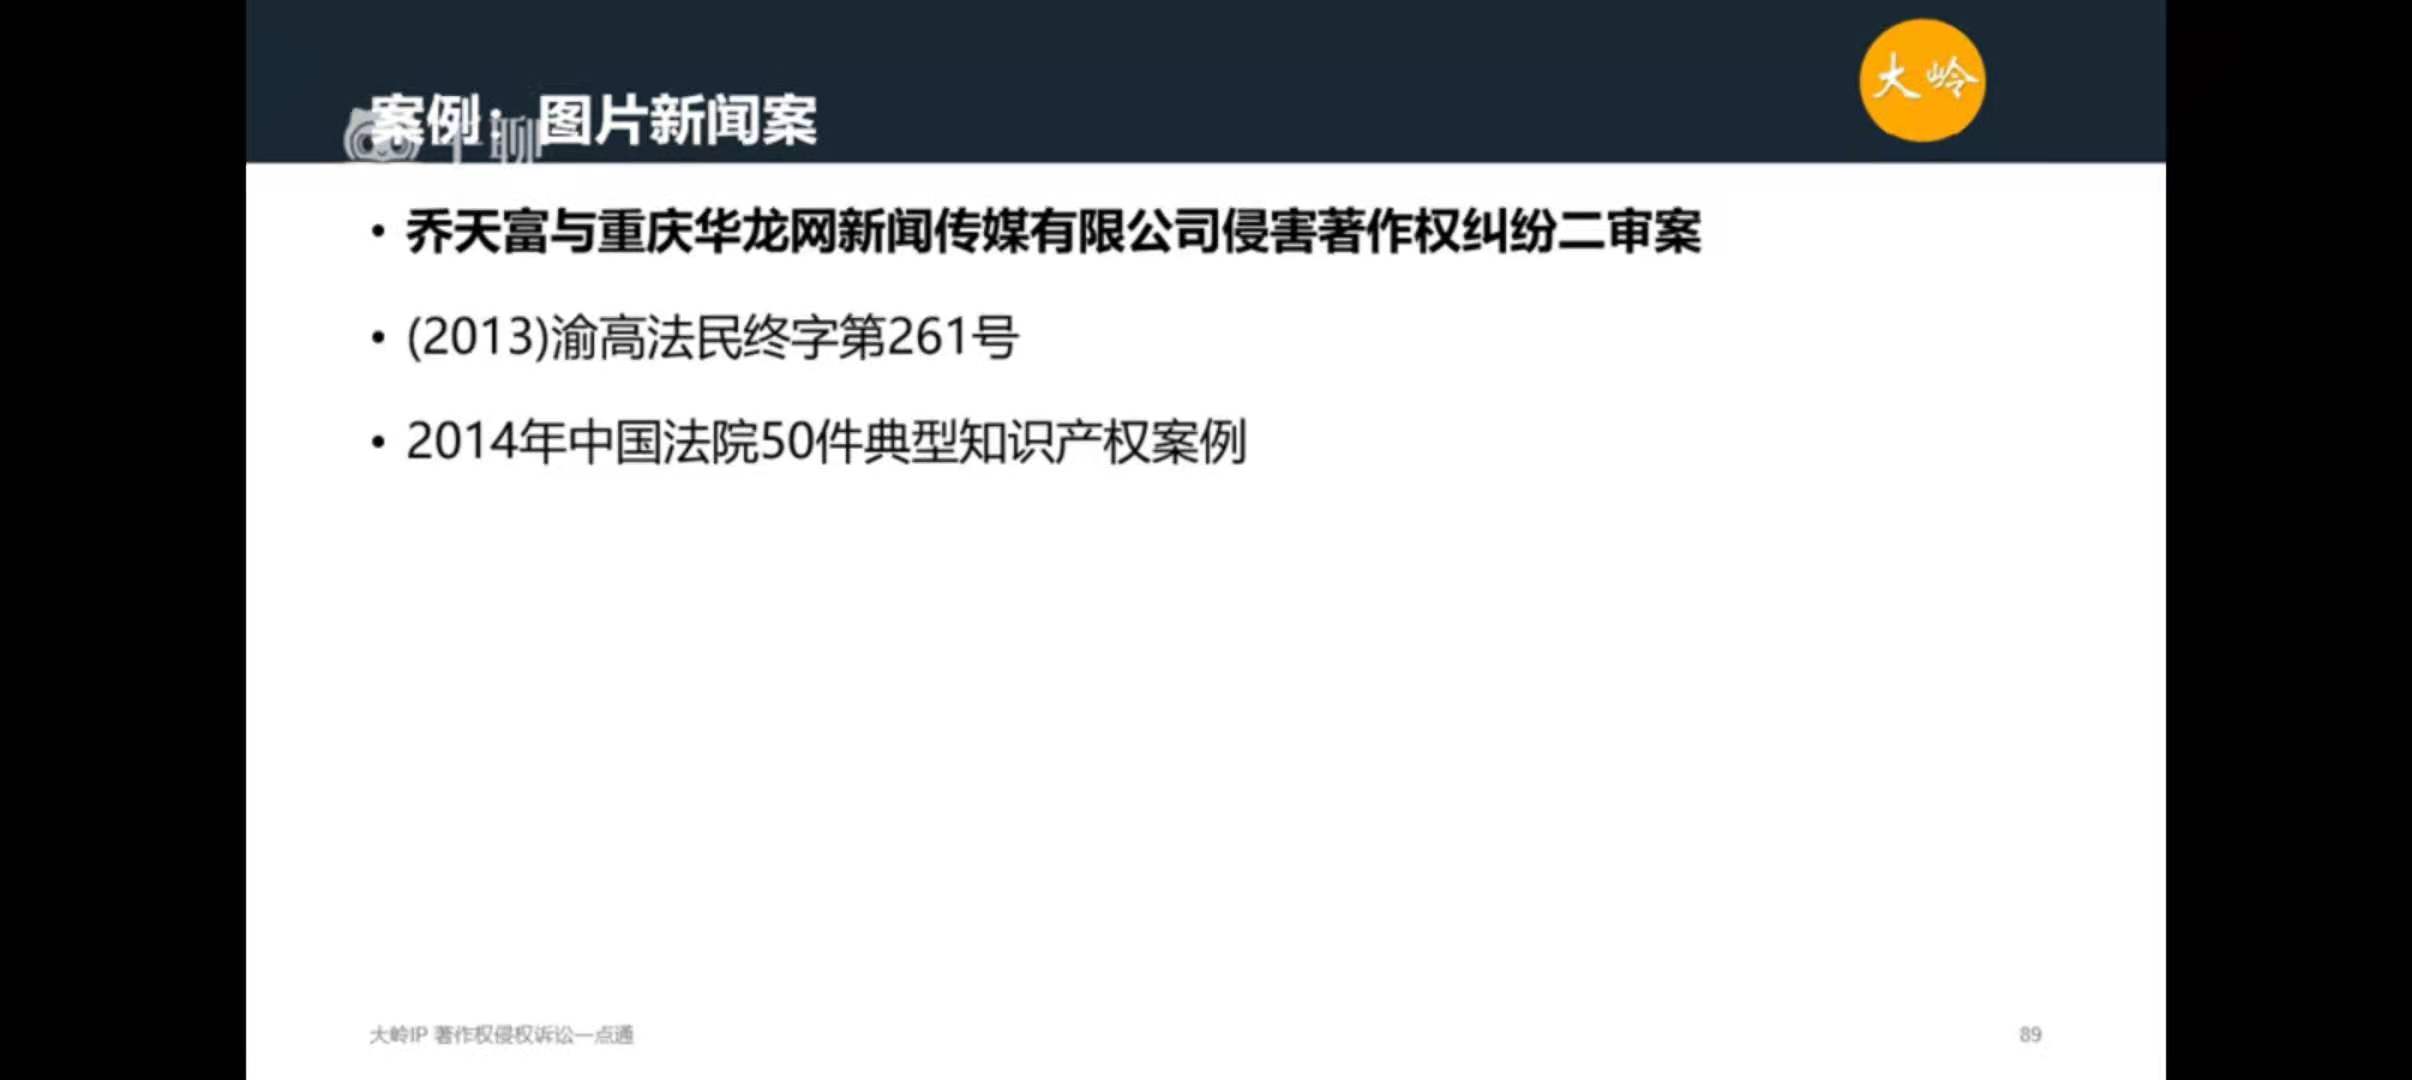 大岭
案例：图片新闻案
千聊
• 乔天富与重庆华龙网新闻传媒有限公司侵害著作权纠纷二审案
• (2013)渝高法民终字第261号
• 2014年中国法院50件典型知识产权案例
大岭IP 著作权侵权诉讼一点通
89